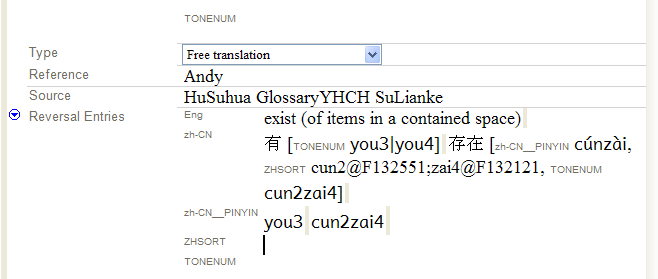 TONENUM
Type Free translation
Reference Andy
Source HuSuhua GlossaryYHCH SuLianke
Reversal Entries Eng exist (of items in a contained space)
zh-CN 有 [TONENUM you3|you4] 存在 [zh-CN__PINYIN cúnzài,
ZHSORT cun2@F132551;zai4@F132121, TONENUM
cun2zai4]
zh-CN__PINYIN you3 cun2zai4
ZHSORT
TONENUM